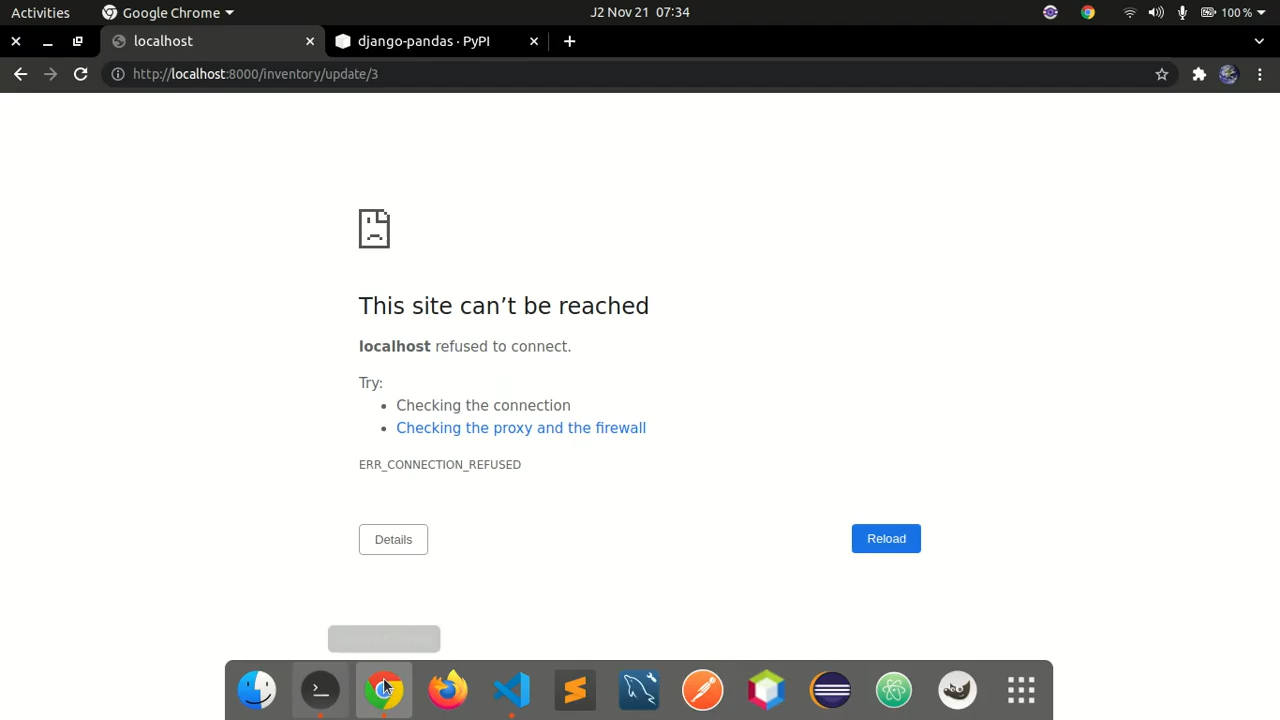 Activities Google Chrome J2 Nov 21 07:34 100 %
localhost django-pandas · PyPI
http://localhost:8000/inventory/update/3
This site can’t be reached
localhost refused to connect.
Try:
• Checking the connection
• Checking the proxy and the firewall
ERR_CONNECTION_REFUSED
Details Reload